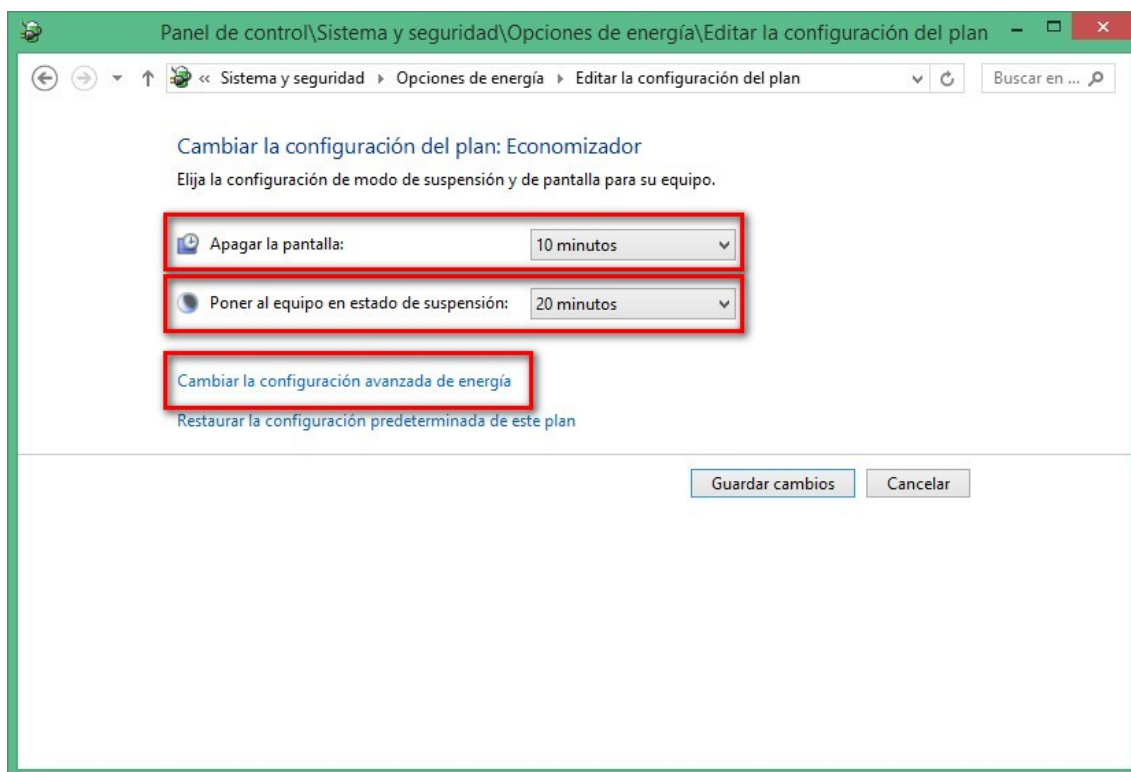 Panel de control\Sistema y seguridad\Opciones de energía\Editar la configuración del plan
« Sistema y seguridad Opciones de energía Editar la configuración del plan Buscar en ...
Cambiar la configuración del plan: Economizador
Elija la configuración de modo de suspensión y de pantalla para su equipo.
Apagar la pantalla: 10 minutos
Poner al equipo en estado de suspensión: 20 minutos
Cambiar la configuración avanzada de energía
Restaurar la configuración predeterminada de este plan
Guardar cambios Cancelar